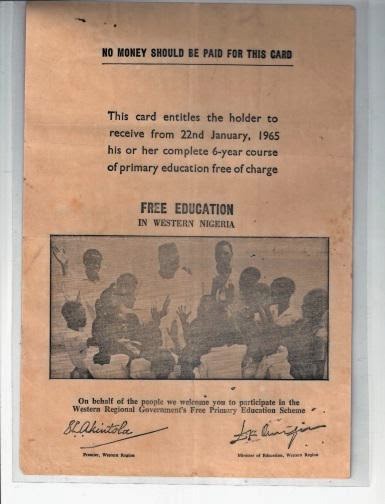 NO MONEY SHOULD BE PAID FOR THIS CARD
This card entitles the holder to
receive from 22nd January, 1965
his or her complete 6-year course
of primary education free of charge
FREE EDUCATION
IN WESTERN NIGERIA
On behalf of the people we welcome you to participate in the
Western Regional Government's Free Primary Education Scheme
S.L.Akintola
Premier, Western Region
Minister of Education, Western Region